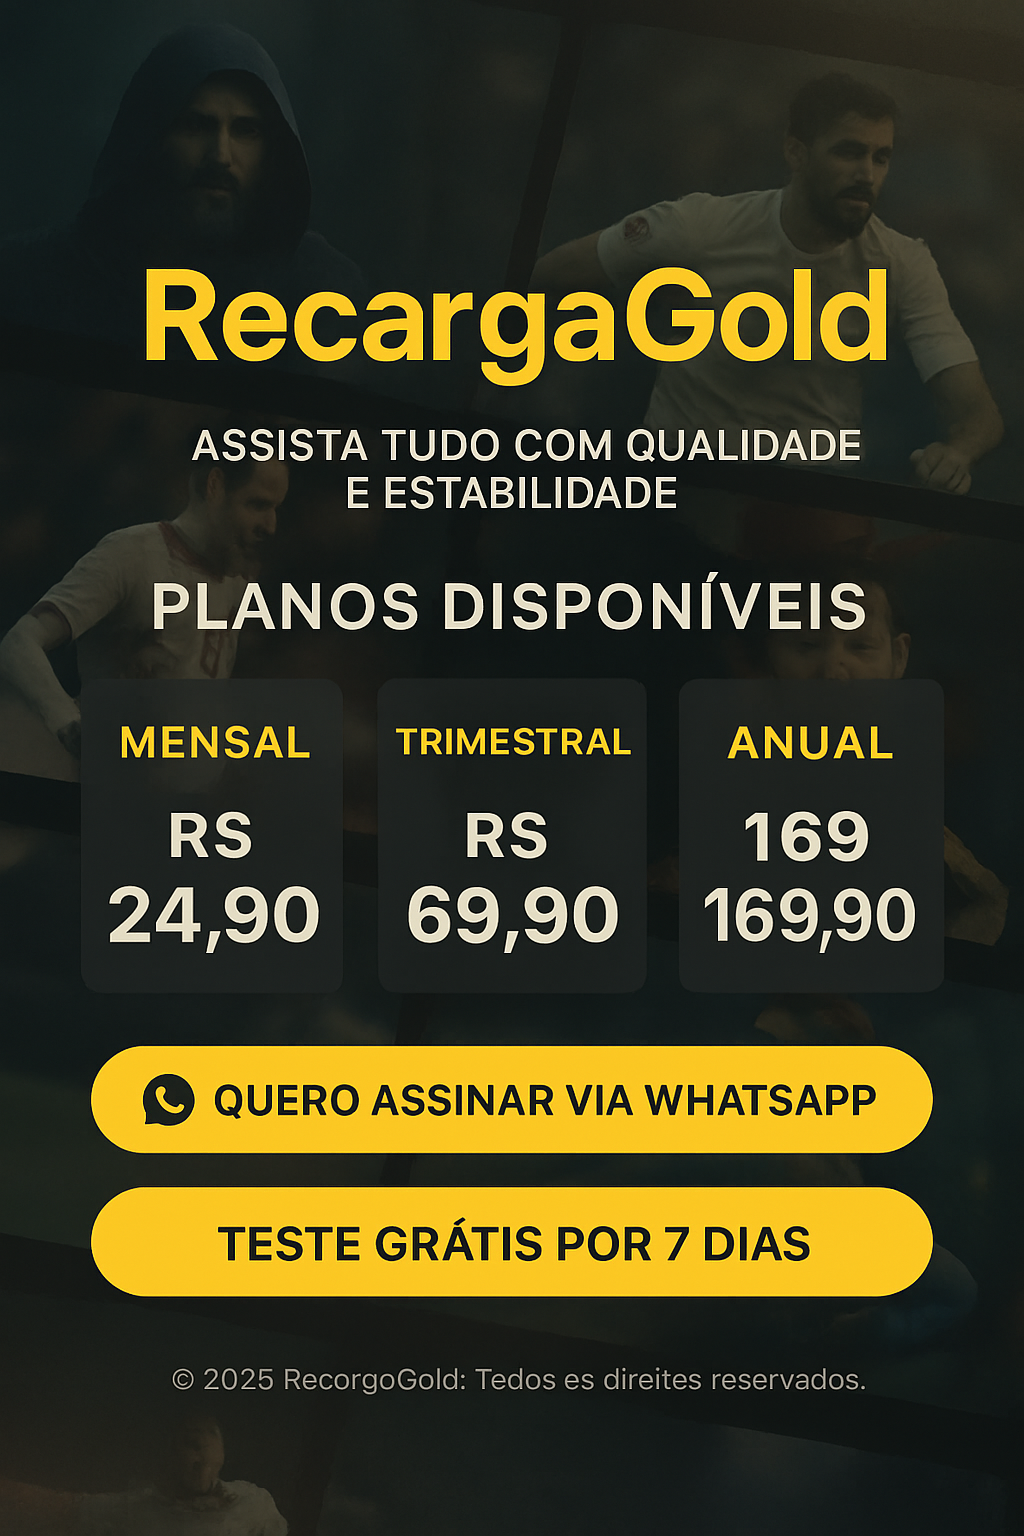 RecargaGold
ASSISTA TUDO COM QUALIDADE
E ESTABILIDADE
PLANOS DISPONÍVEIS
MENSAL
RS
24,90
TRIMESTRAL
RS
69,90
ANUAL
169
169,90
QUERO ASSINAR VIA WHATSAPP
TESTE GRÁTIS POR 7 DIAS
© 2025 RecorgoGold: Tedos es direites reservados.